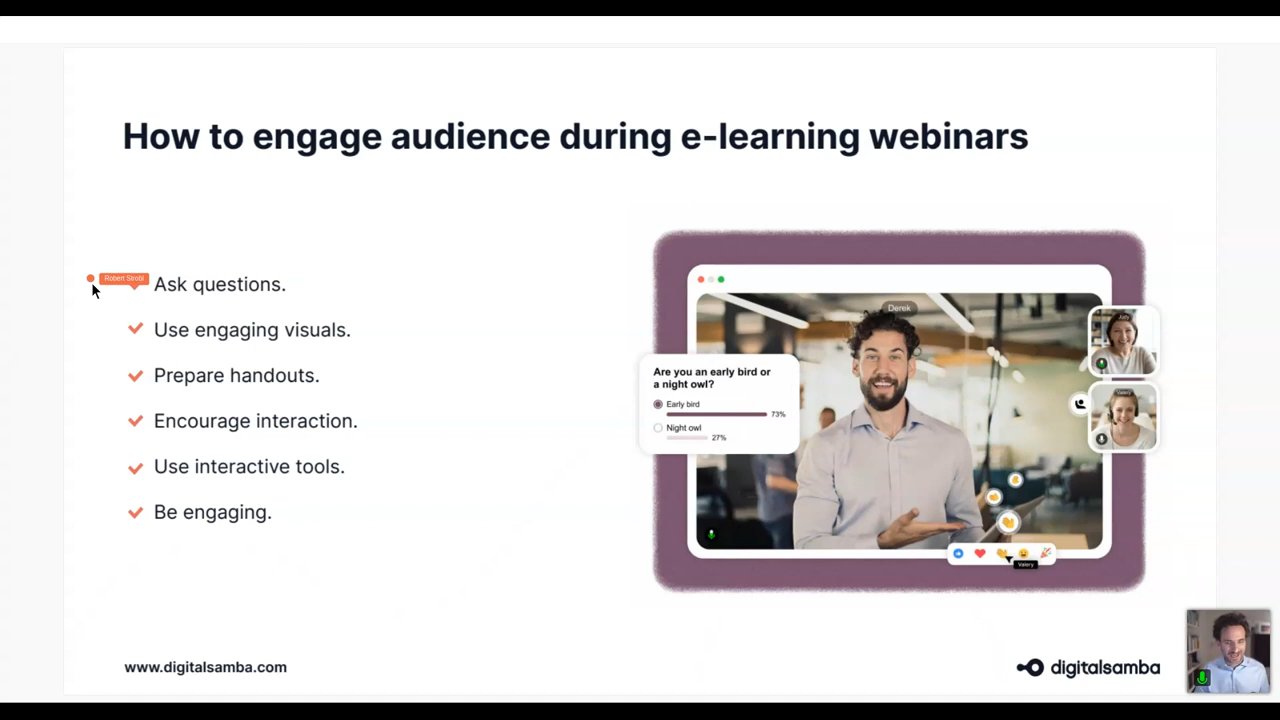 How to engage audience during e-learning webinars
Robert Strobl
Ask questions.
Use engaging visuals.
Prepare handouts.
Encourage interaction.
Use interactive tools.
Be engaging.
Derek
Judy
Valery
Are you an early bird or
a night owl?
Early bird
73%
Night owl
27%
Valery
www.digitalsamba.com
digitalsamba